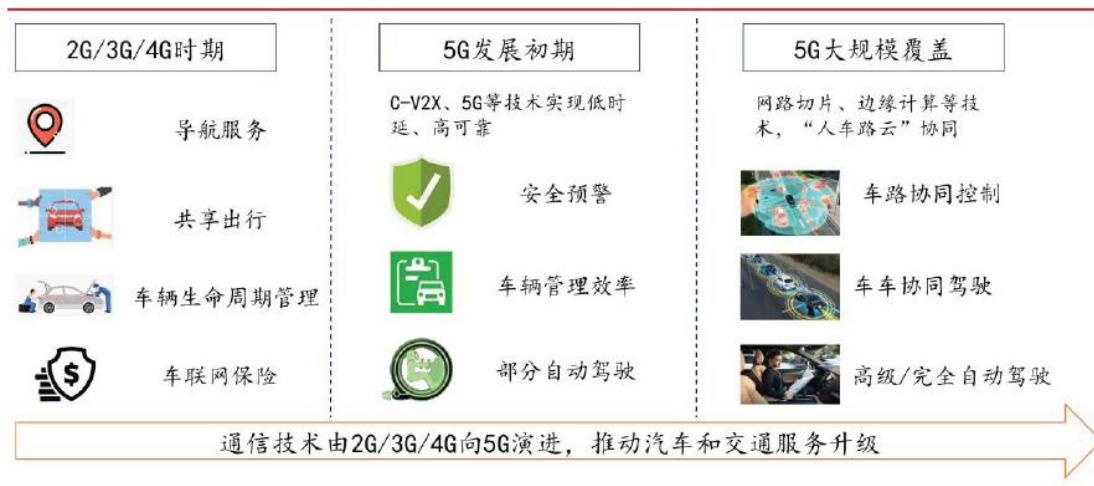 2G/3G/4G时期
导航服务
共享出行
车辆生命周期管理
车联网保险
5G发展初期
C-V2X、5G等技术实现低时
延、高可靠
安全预警
车辆管理效率
部分自动驾驶
5G大规模覆盖
网路切片、边缘计算等技
术，“人车路云”协同
车路协同控制
车车协同驾驶
高级/完全自动驾驶
通信技术由2G/3G/4G向5G演进，推动汽车和交通服务升级